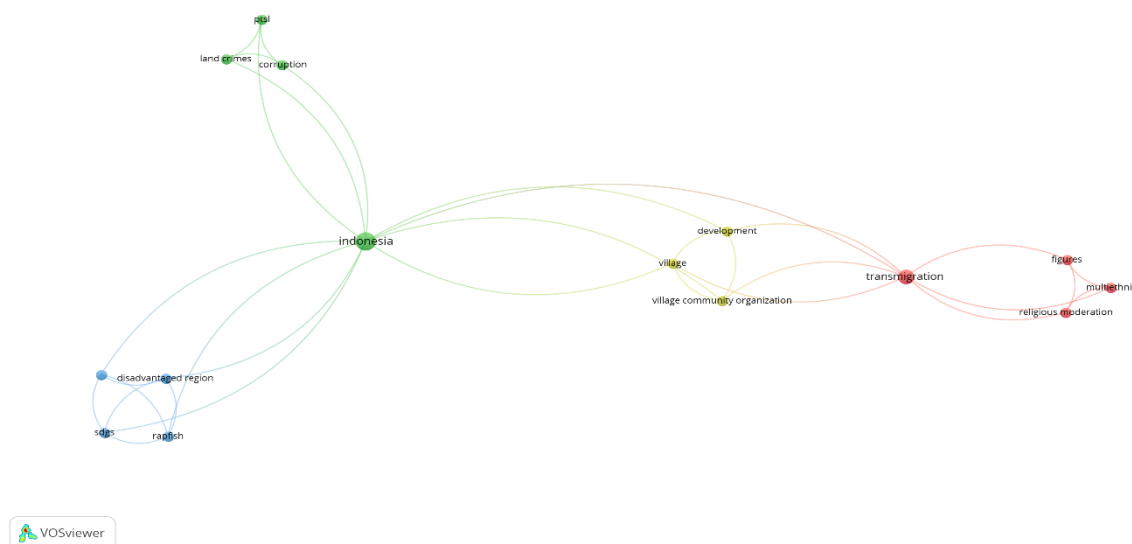 ptsl
land crimes
corruption
indonesia
development
village
transmigration
figures
multiethni
village community organization
religious moderation
disadvantaged region
sdgs
rapfish
VOSviewer